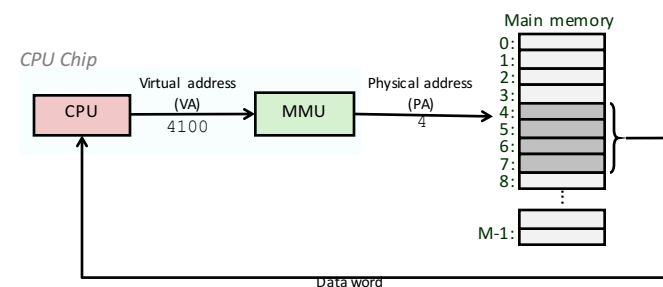 Main memory
0:
1:
CPU Chip
2:
Virtual address
Physical address
3:
(VA)
(PA)
CPU
MMU
4:
4100
4
5:
6:
7:
8:
M-1:
Data word